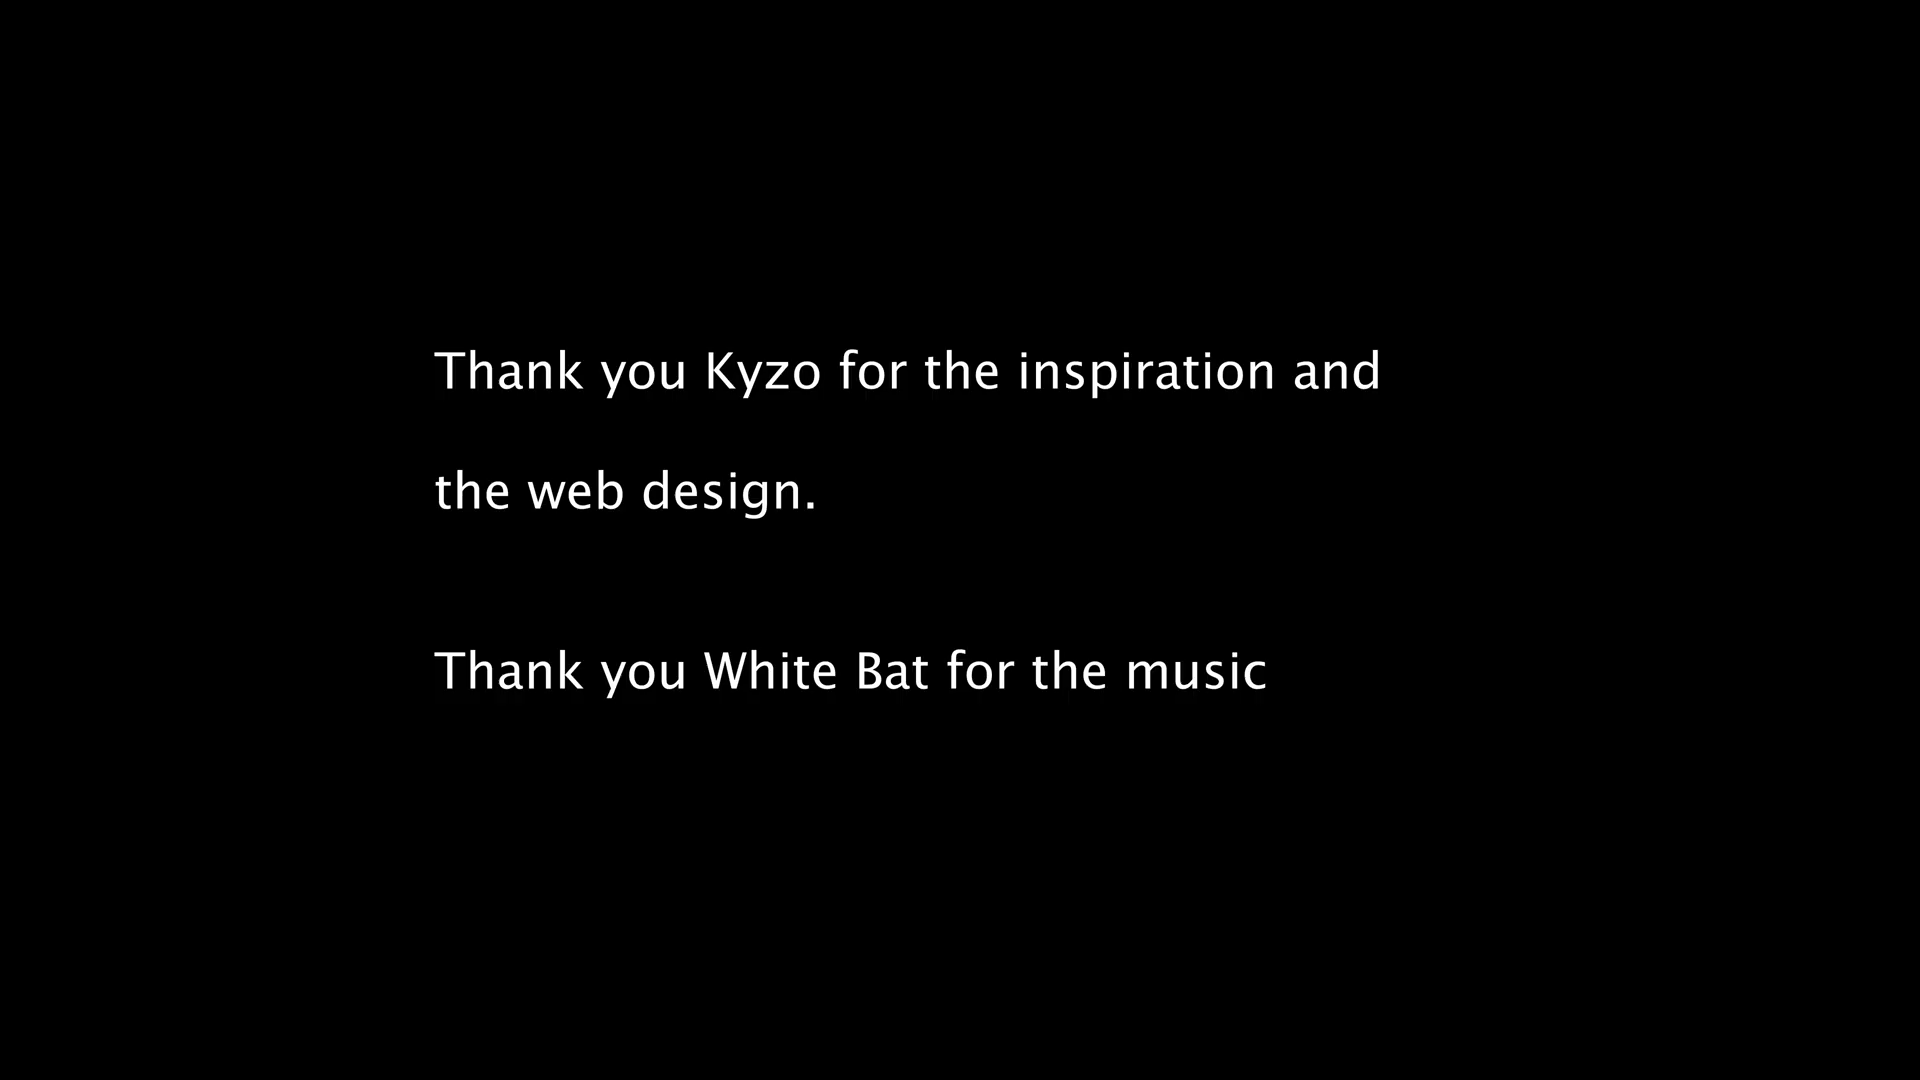 Thank you Kyzo for the inspiration and
the web design.
Thank you White Bat for the music